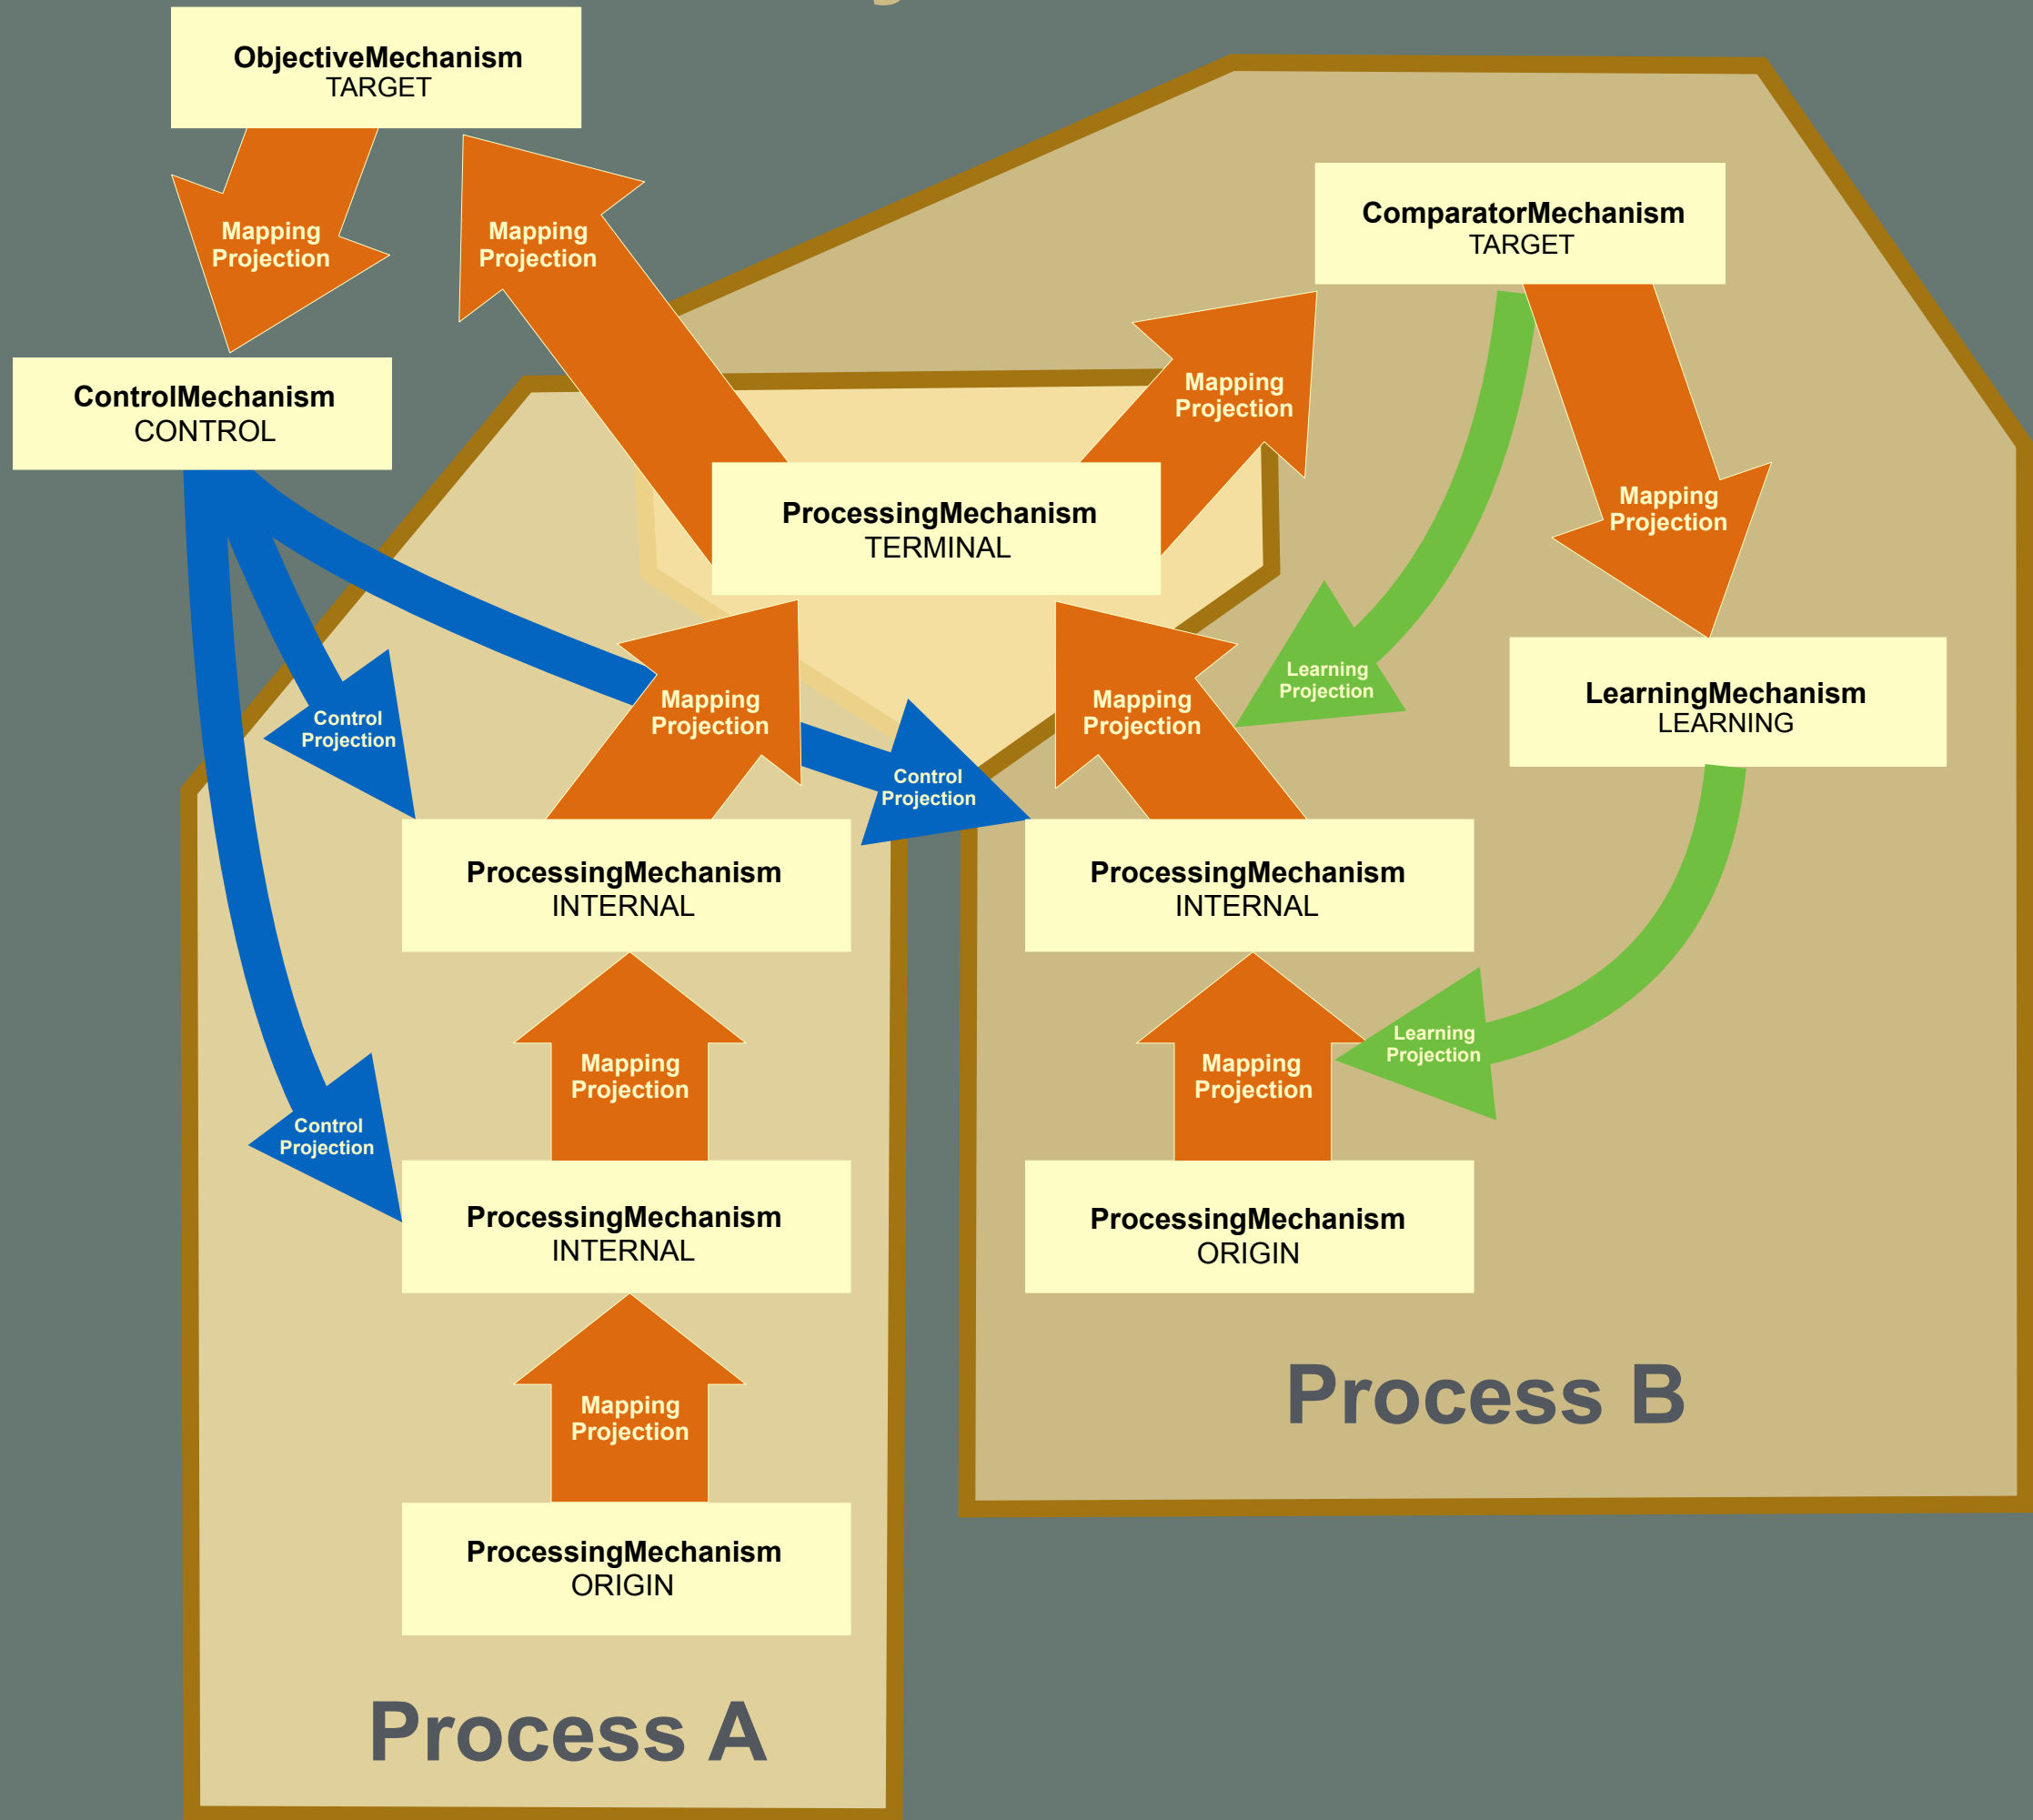 ObjectiveMechanism
TARGET
Mapping
Projection
Mapping
Projection
ComparatorMechanism
TARGET
ControlMechanism
CONTROL
Mapping
Projection
ProcessingMechanism
TERMINAL
Mapping
Projection
Learning
Projection
LearningMechanism
LEARNING
Control
Projection
Mapping
Projection
Control
Projection
Mapping
Projection
ProcessingMechanism
INTERNAL
ProcessingMechanism
INTERNAL
Mapping
Projection
Mapping
Projection
Learning
Projection
Control
Projection
ProcessingMechanism
INTERNAL
ProcessingMechanism
ORIGIN
Mapping
Projection
Process B
ProcessingMechanism
ORIGIN
Process A